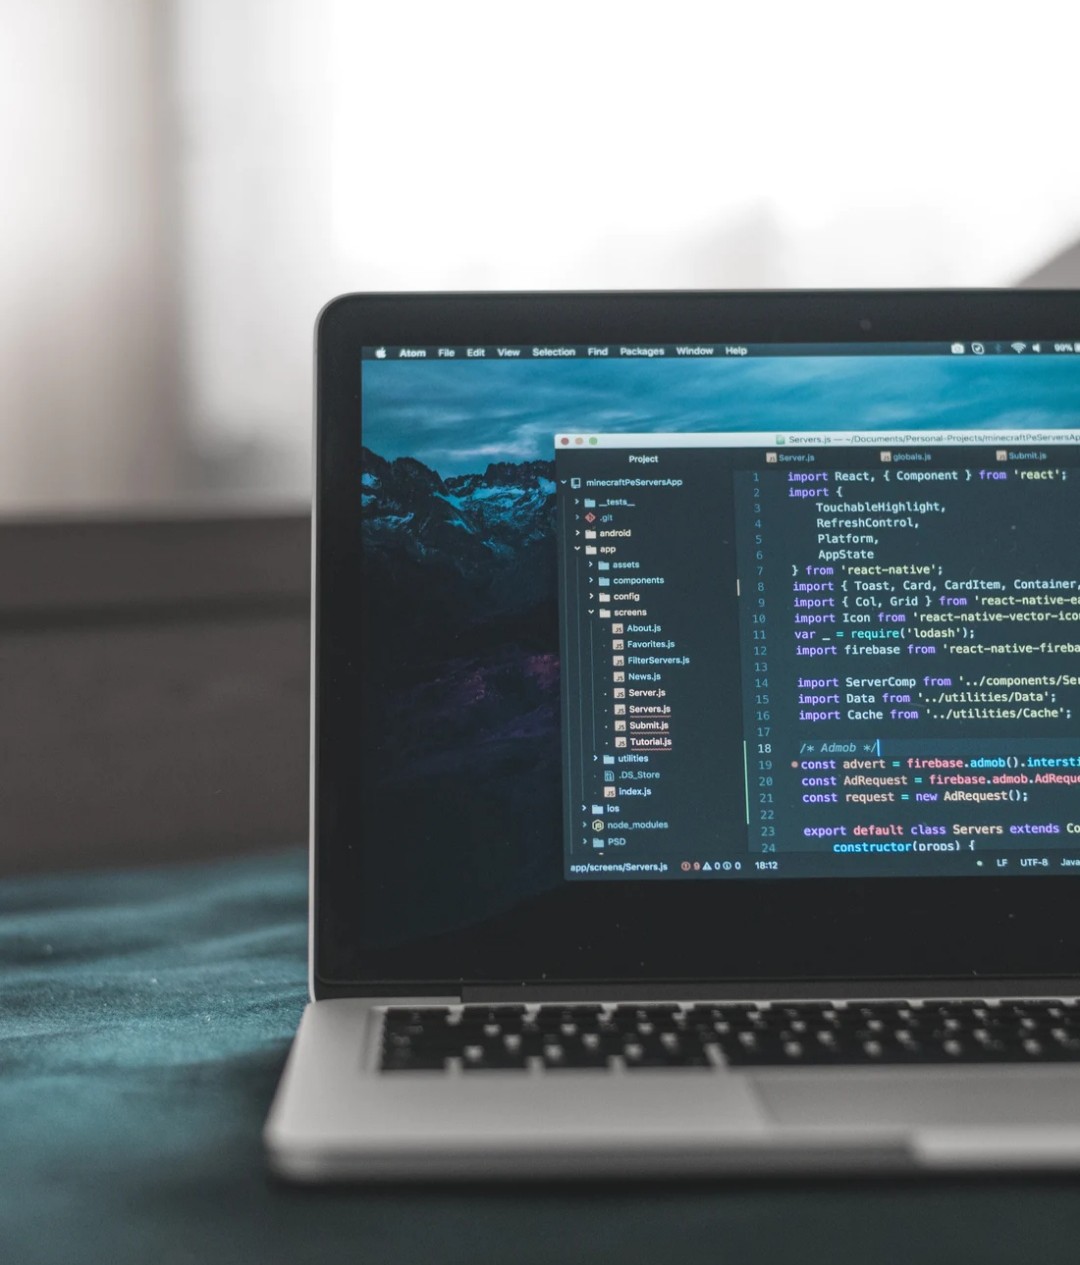 Atom File Edit View Selection Find Packages Window Help 99%
Servers.js — ~/Documents/Personal-Projects/minecraftPeServersApp
Project
Server.js globals.js Submit.js
minecraftPeServersApp
__tests__
.git
android
app
assets
components
config
screens
About.js
Favorites.js
FilterServers.js
News.js
Server.js
Servers.js
Submit.js
Tutorial.js
utilities
.DS_Store
index.js
ios
node_modules
PSD
1 import React, { Component } from 'react';
2 import {
3 TouchableHighlight,
4 RefreshControl,
5 Platform,
6 AppState
7 } from 'react-native';
8 import { Toast, Card, CardItem, Container,
9 import { Col, Grid } from 'react-native-ea
10 import Icon from 'react-native-vector-ico
11 var _ = require('lodash');
12 import firebase from 'react-native-fireba
13
14 import ServerComp from '../components/Ser
15 import Data from '../utilities/Data';
16 import Cache from '../utilities/Cache';
17
18 /* Admob */
19 const advert = firebase.admob().intersti
20 const AdRequest = firebase.admob.AdReque
21 const request = new AdRequest();
22
23 export default class Servers extends Co
24 constructor(props) {
app/screens/Servers.js 9 0 0 18:12 LF UTF-8 Java